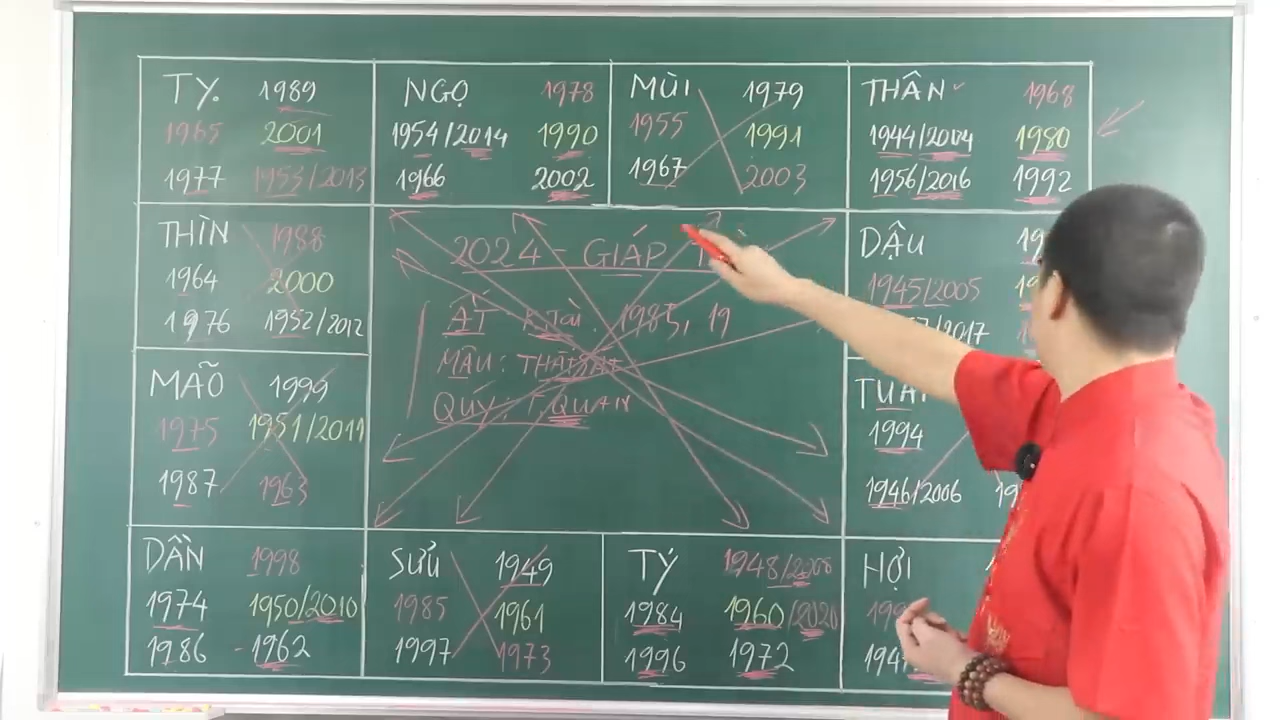 TỴ. 1989
1965 2001
1977 1953/2013
NGỌ 1978
1954/2014 1990
1966 2002
MÙI 1979
1955 1991
1967 2003
THÂN 1968
1944/2004 1980
1956/2016 1992
THÌN 1988
1964 2000
1976 1952/2012
2024 - GIÁP
ẤT 1985, 19
MẬU: THÁI SÁT
QUÝ: T, QUAN
DẬU
1945/2005
/2017
MÃO 1999
1975 1951/2011
1987 1963
1994
1946/2006
DẦN 1998
1974 1950/2010
1986 - 1962
SỬU 1949
1985 1961
1997 1973
TÝ 1948/2008
1984 1960/2020
1996 1972
HỢI